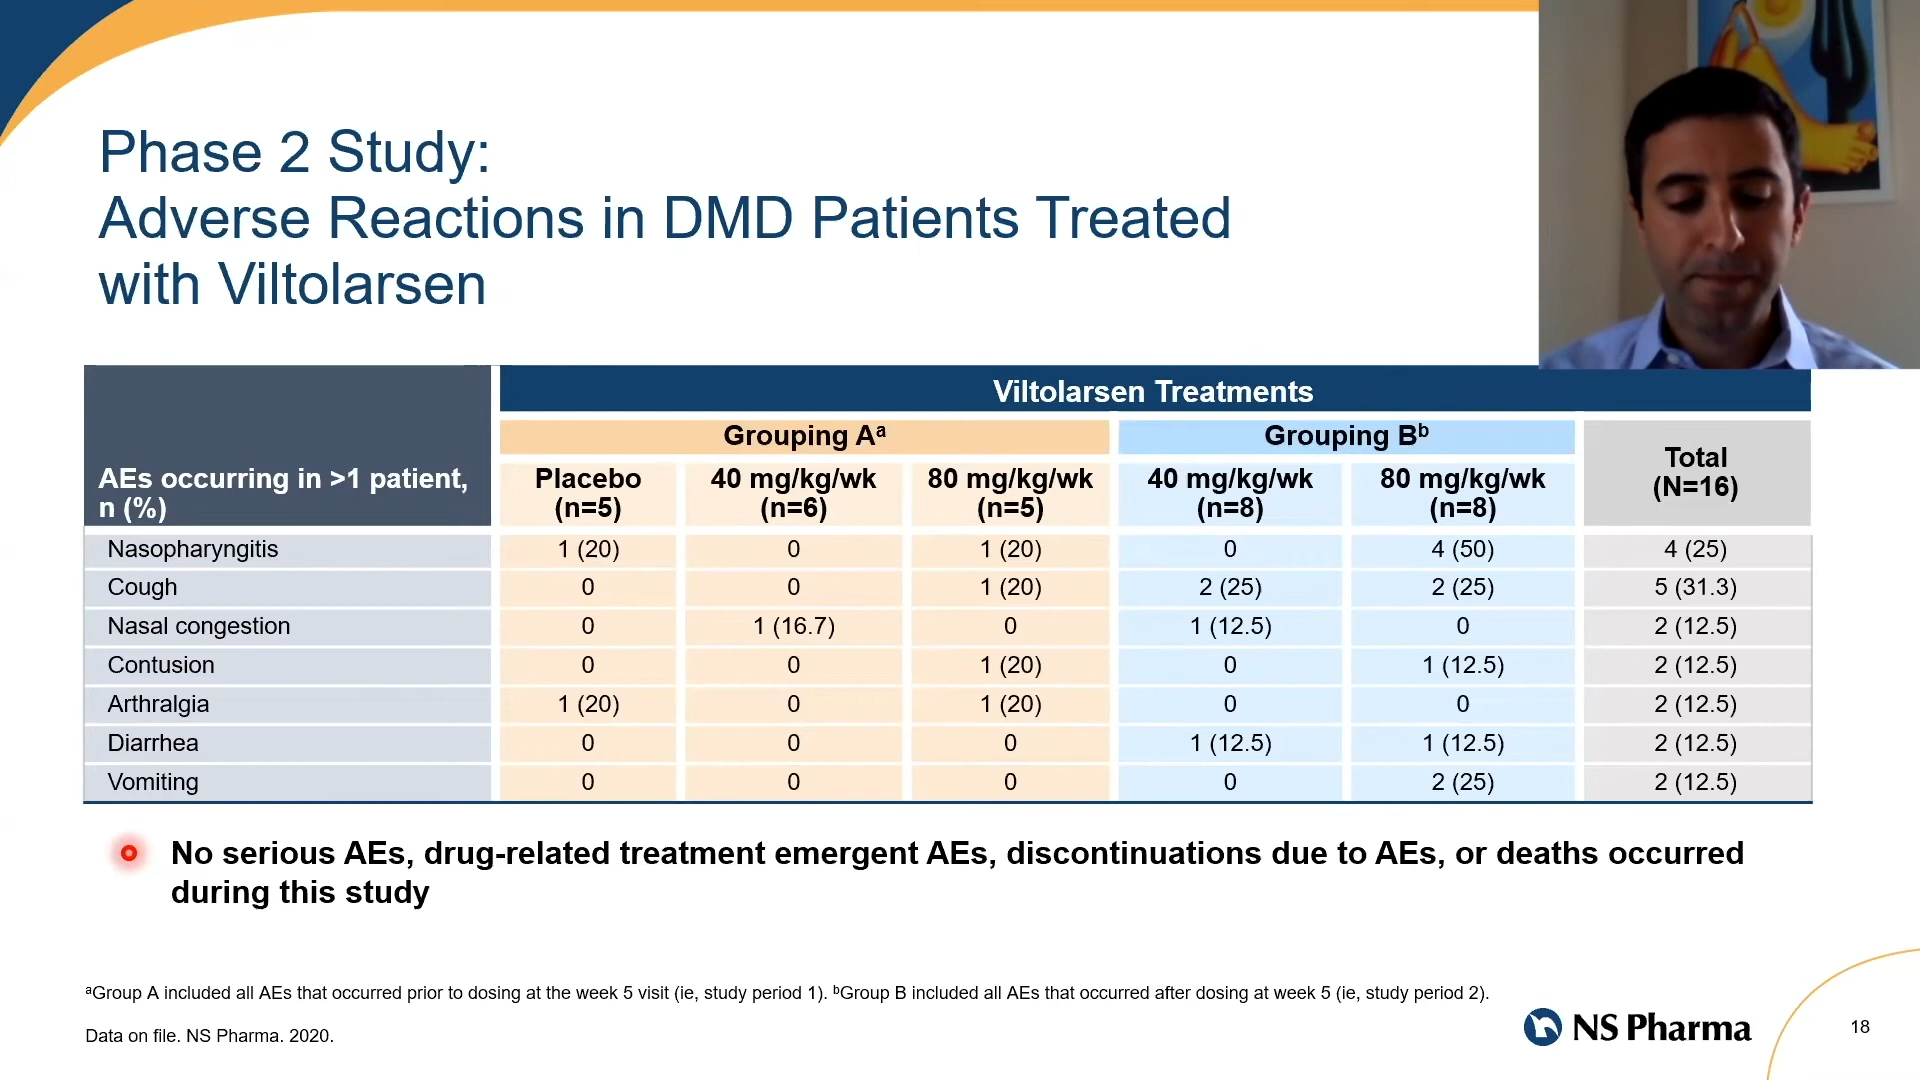 Phase 2 Study:
Adverse Reactions in DMD Patients Treated
with Viltolarsen
AEs occurring in >1 patient,
n (%)
Viltolarsen Treatments
Grouping Aᵃ
Grouping Bᵇ
Total
(N=16)
Placebo
(n=5)
40 mg/kg/wk
(n=6)
80 mg/kg/wk
(n=5)
40 mg/kg/wk
(n=8)
80 mg/kg/wk
(n=8)
Nasopharyngitis 1 (20) 0 1 (20) 0 4 (50) 4 (25)
Cough 0 0 1 (20) 2 (25) 2 (25) 5 (31.3)
Nasal congestion 0 1 (16.7) 0 1 (12.5) 0 2 (12.5)
Contusion 0 0 1 (20) 0 1 (12.5) 2 (12.5)
Arthralgia 1 (20) 0 1 (20) 0 0 2 (12.5)
Diarrhea 0 0 0 1 (12.5) 1 (12.5) 2 (12.5)
Vomiting 0 0 0 0 2 (25) 2 (12.5)
No serious AEs, drug-related treatment emergent AEs, discontinuations due to AEs, or deaths occurred
during this study
ᵃGroup A included all AEs that occurred prior to dosing at the week 5 visit (ie, study period 1). ᵇGroup B included all AEs that occurred after dosing at week 5 (ie, study period 2).
Data on file. NS Pharma. 2020.
NS Pharma
18